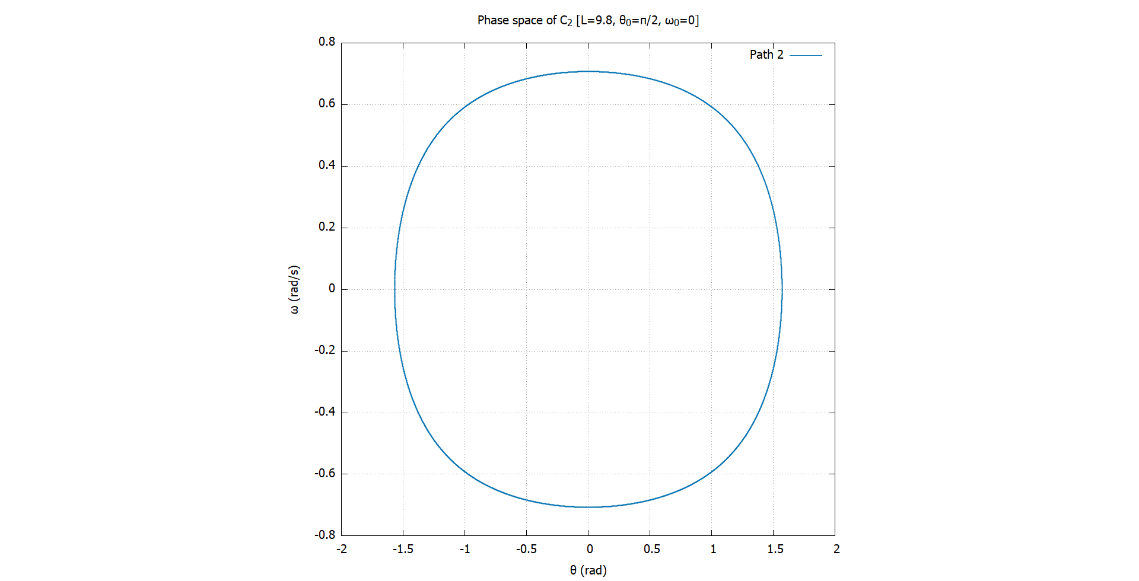 Phase space of C₂ [L=9.8, θ₀=π/2, ω₀=0]
Path 2
0.8
0.6
0.4
0.2
0
-0.2
-0.4
-0.6
-0.8
ω (rad/s)
-2 -1.5 -1 -0.5 0 0.5 1 1.5 2
θ (rad)